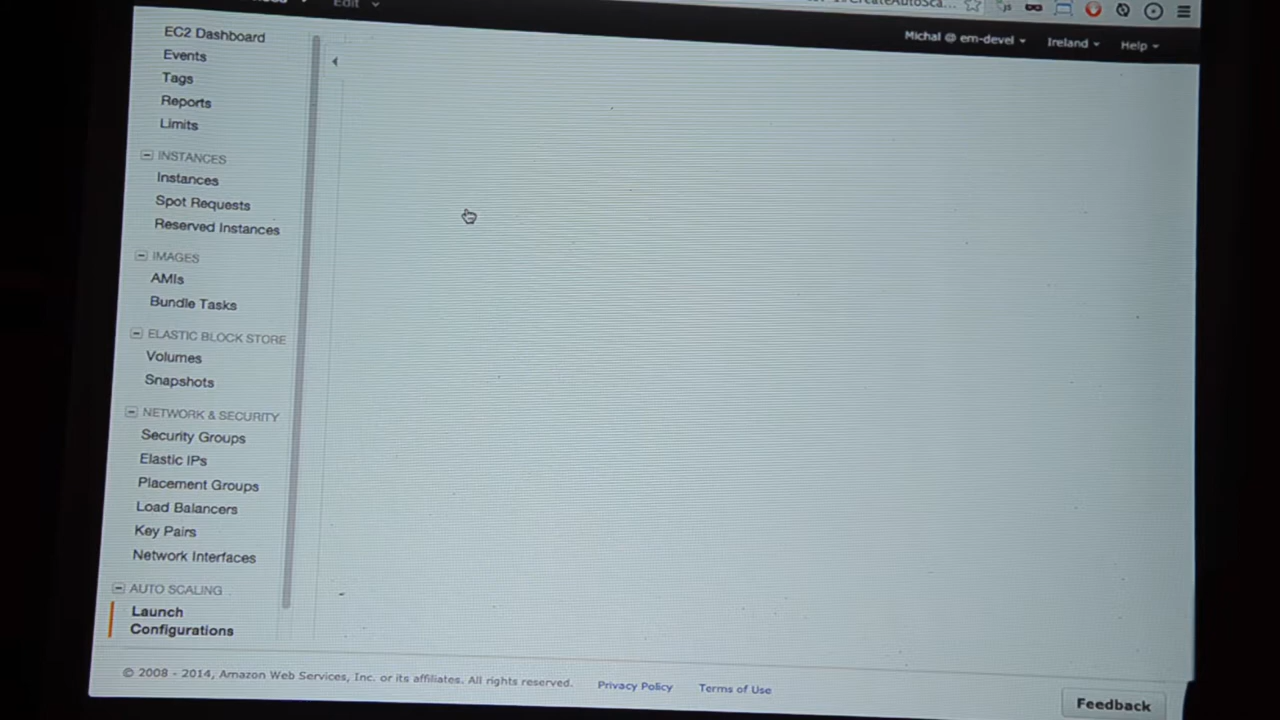 Edit
Michal @ em-devel
Ireland
Help
EC2 Dashboard
Events
Tags
Reports
Limits
INSTANCES
Instances
Spot Requests
Reserved Instances
IMAGES
AMIs
Bundle Tasks
ELASTIC BLOCK STORE
Volumes
Snapshots
NETWORK & SECURITY
Security Groups
Elastic IPs
Placement Groups
Load Balancers
Key Pairs
Network Interfaces
AUTO SCALING
Launch
Configurations
© 2008 - 2014, Amazon Web Services, Inc. or its affiliates. All rights reserved.
Privacy Policy
Terms of Use
Feedback